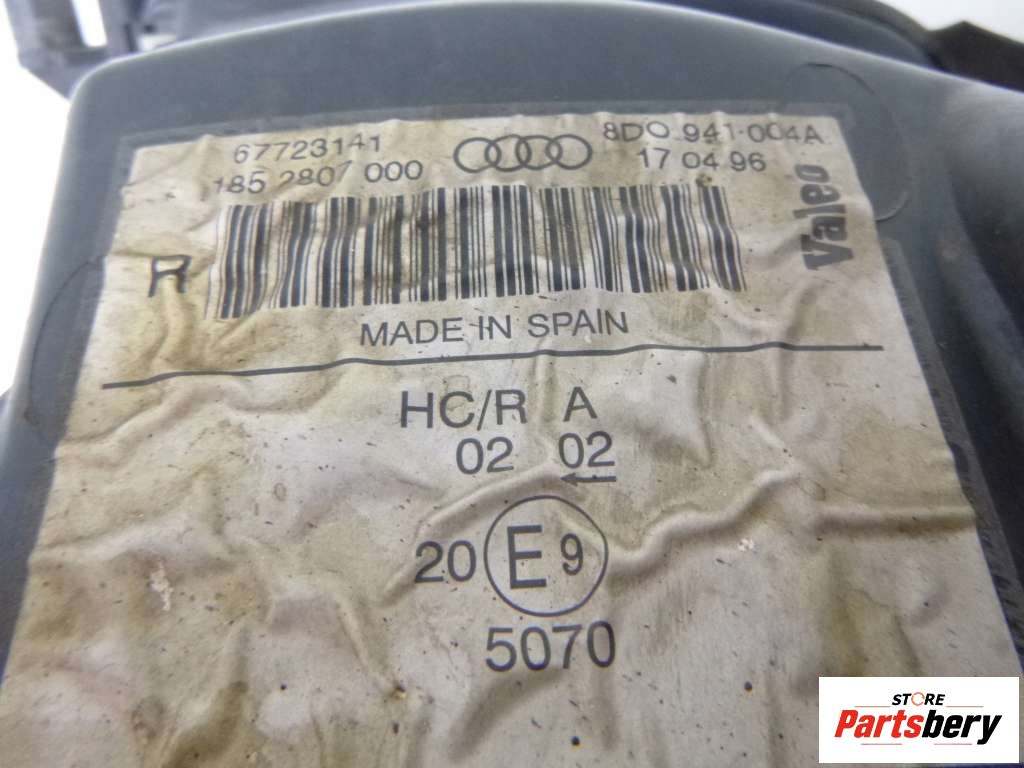 67723141 8D0 941·004A
185 2807 000 17 04 96
Valeo
R
MADE IN SPAIN
HC/R A
02 02
20 E 9
5070
STORE
Partsbery